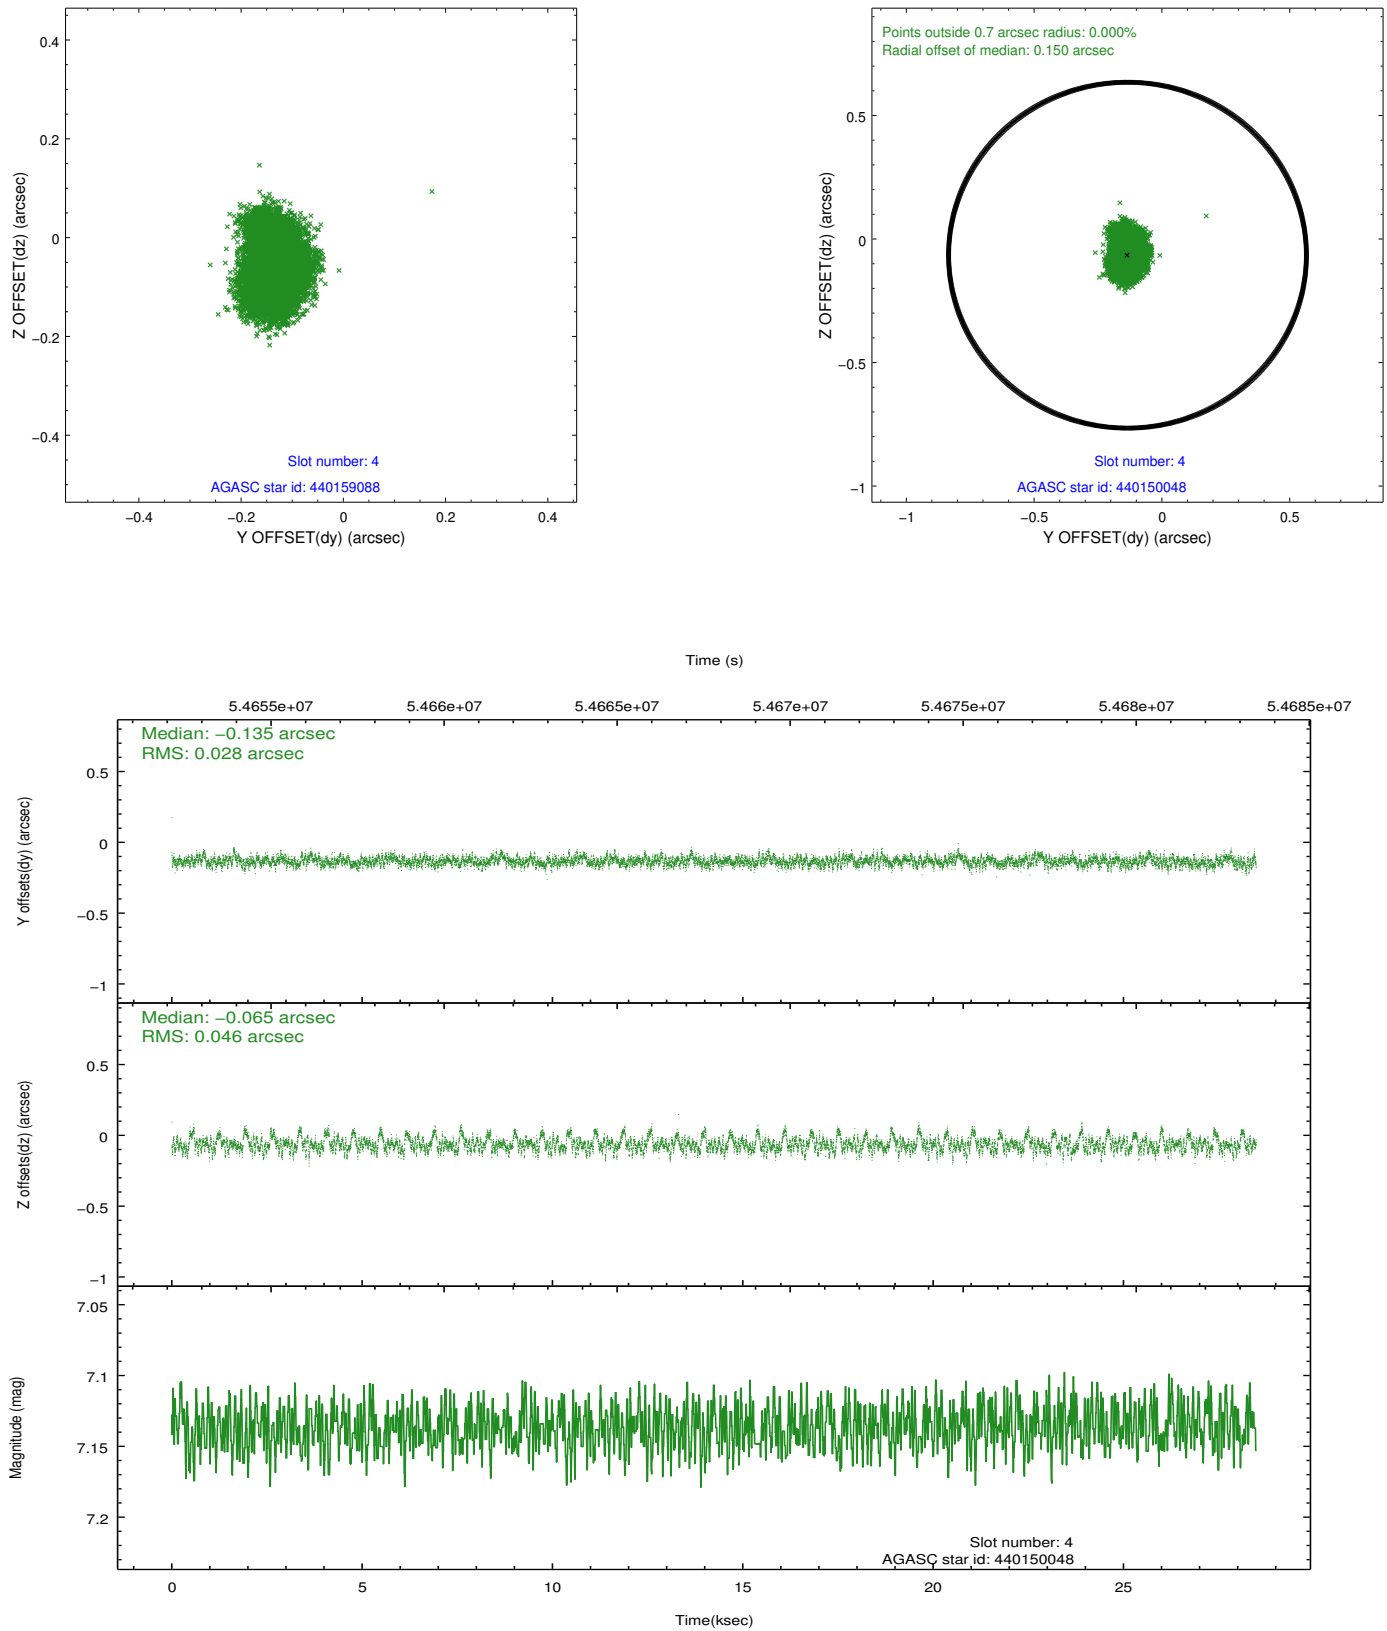 0.4
0.2
0
−0.2
−0.4
Z OFFSET(dz) (arcsec)
Slot number: 4
AGASC star id: 440159088
−0.4 −0.2 0 0.2 0.4
Y OFFSET(dy) (arcsec)
Points outside 0.7 arcsec radius: 0.000%
Radial offset of median: 0.150 arcsec
0.5
0
−0.5
−1
Z OFFSET(dz) (arcsec)
Slot number: 4
AGASC star id: 440150048
−1 −0.5 0 0.5
Y OFFSET(dy) (arcsec)
Time (s)
5.4655e+07 5.466e+07 5.4665e+07 5.467e+07 5.4675e+07 5.468e+07 5.4685e+07
Median: −0.135 arcsec
RMS: 0.028 arcsec
0.5
0
−0.5
−1
Y offsets(dy) (arcsec)
Median: −0.065 arcsec
RMS: 0.046 arcsec
0.5
0
−0.5
−1
Z offsets(dz) (arcsec)
7.05
7.1
7.15
7.2
Magnitude (mag)
Slot number: 4
AGASC star id: 440150048
0 5 10 15 20 25
Time(ksec)